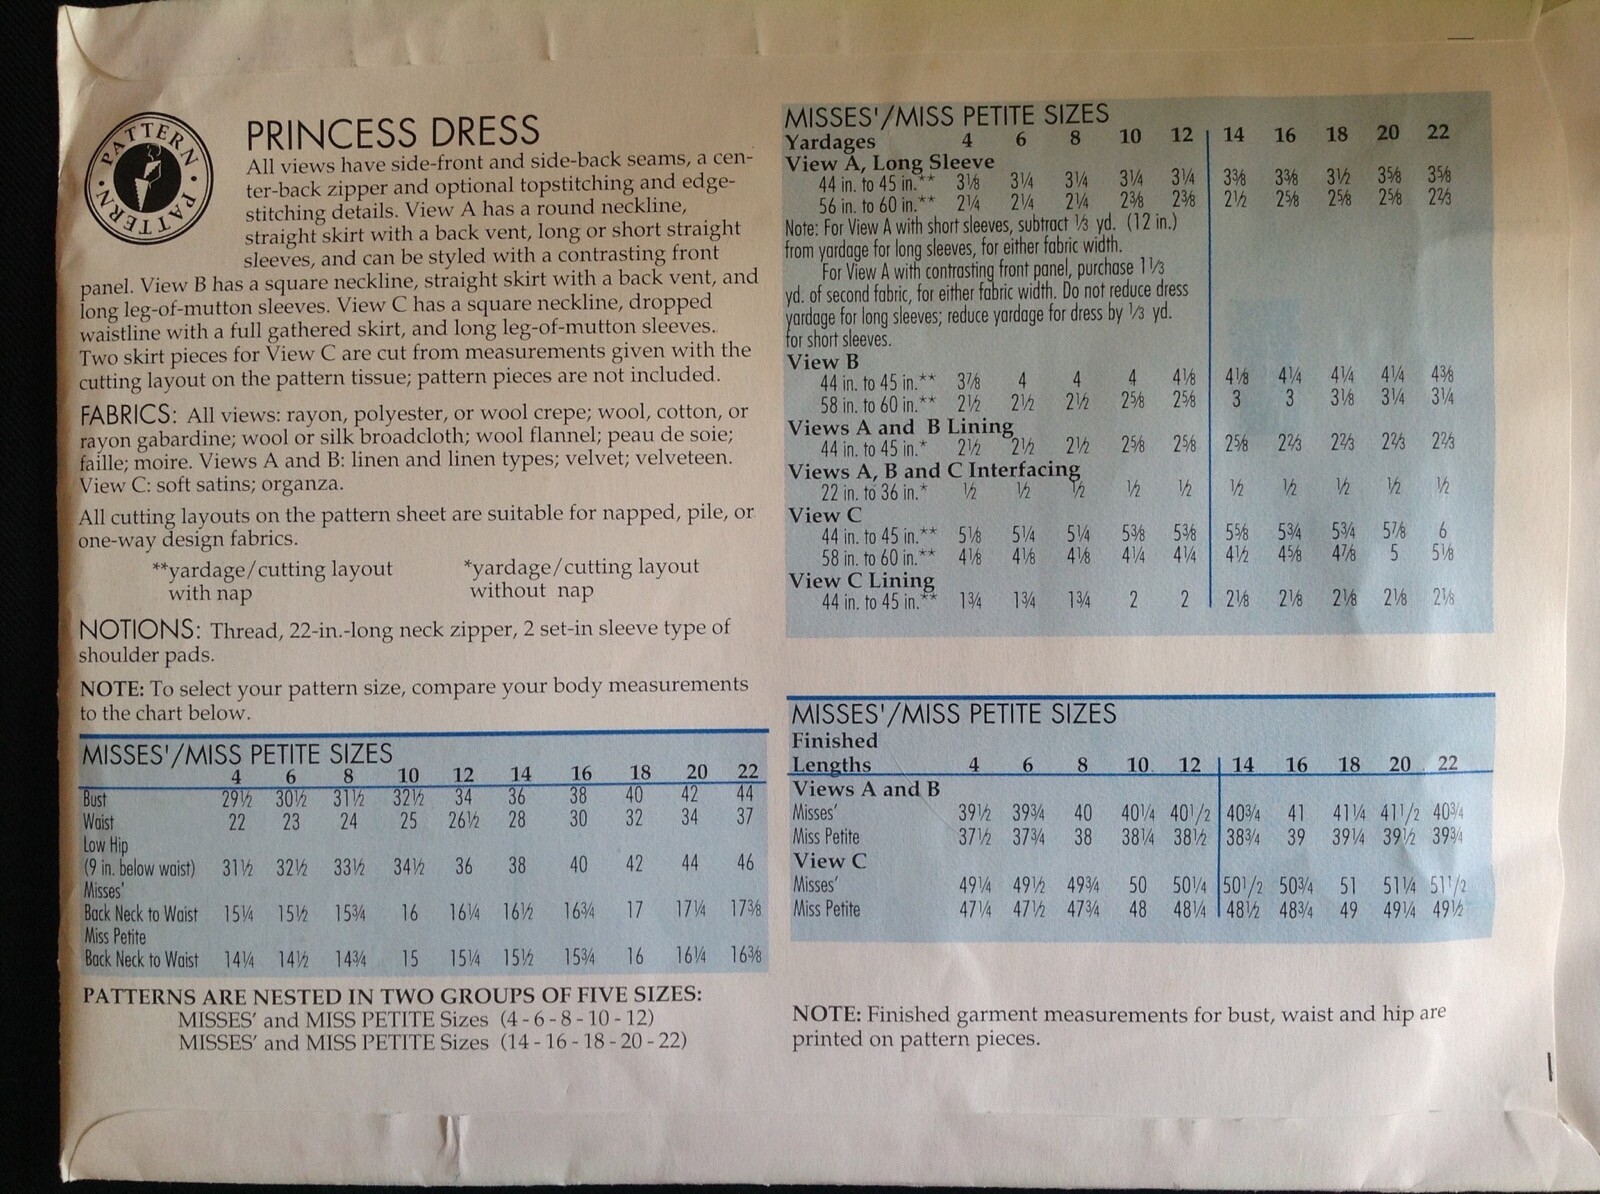 PATTERN · PATTERN ·
PRINCESS DRESS
All views have side-front and side-back seams, a cen-
ter-back zipper and optional topstitching and edge-
stitching details. View A has a round neckline,
straight skirt with a back vent, long or short straight
sleeves, and can be styled with a contrasting front
panel. View B has a square neckline, straight skirt with a back vent, and
long leg-of-mutton sleeves. View C has a square neckline, dropped
waistline with a full gathered skirt, and long leg-of-mutton sleeves.
Two skirt pieces for View C are cut from measurements given with the
cutting layout on the pattern tissue; pattern pieces are not included.
FABRICS: All views: rayon, polyester, or wool crepe; wool, cotton, or
rayon gabardine; wool or silk broadcloth; wool flannel; peau de soie;
faille; moire. Views A and B: linen and linen types; velvet; velveteen.
View C: soft satins; organza.
All cutting layouts on the pattern sheet are suitable for napped, pile, or
one-way design fabrics.
**yardage/cutting layout
with nap
*yardage/cutting layout
without nap
NOTIONS: Thread, 22-in.-long neck zipper, 2 set-in sleeve type of
shoulder pads.
NOTE: To select your pattern size, compare your body measurements
to the chart below.
MISSES'/MISS PETITE SIZES
4 6 8 10 12 14 16 18 20 22
Bust 29½ 30½ 31½ 32½ 34 36 38 40 42 44
Waist 22 23 24 25 26½ 28 30 32 34 37
Low Hip
(9 in. below waist) 31½ 32½ 33½ 34½ 36 38 40 42 44 46
Misses'
Back Neck to Waist 15¼ 15½ 15¾ 16 16¼ 16½ 16¾ 17 17¼ 17⅜
Miss Petite
Back Neck to Waist 14¼ 14½ 14¾ 15 15¼ 15½ 15¾ 16 16¼ 16⅜
PATTERNS ARE NESTED IN TWO GROUPS OF FIVE SIZES:
MISSES' and MISS PETITE Sizes (4 - 6 - 8 - 10 - 12)
MISSES' and MISS PETITE Sizes (14 - 16 - 18 - 20 - 22)
MISSES'/MISS PETITE SIZES
Yardages 4 6 8 10 12 14 16 18 20 22
View A, Long Sleeve
44 in. to 45 in.** 3⅛ 3¼ 3¼ 3¼ 3¼ 3⅜ 3⅜ 3½ 3⅝ 3⅝
56 in. to 60 in.** 2¼ 2¼ 2¼ 2⅜ 2⅜ 2½ 2⅝ 2⅝ 2⅝ 2⅔
Note: For View A with short sleeves, subtract ⅓ yd. (12 in.)
from yardage for long sleeves, for either fabric width.
For View A with contrasting front panel, purchase 1⅓
yd. of second fabric, for either fabric width. Do not reduce dress
yardage for long sleeves; reduce yardage for dress by ⅓ yd.
for short sleeves.
View B
44 in. to 45 in.** 3⅞ 4 4 4 4⅛ 4⅛ 4¼ 4¼ 4¼ 4⅜
58 in. to 60 in.** 2½ 2½ 2½ 2⅝ 2⅝ 3 3 3⅛ 3¼ 3¼
Views A and B Lining
44 in. to 45 in.* 2½ 2½ 2½ 2⅝ 2⅝ 2⅝ 2⅔ 2⅔ 2⅔ 2⅔
Views A, B and C Interfacing
22 in. to 36 in.* ½ ½ ½ ½ ½ ½ ½ ½ ½ ½
View C
44 in. to 45 in.** 5⅛ 5¼ 5¼ 5⅜ 5⅜ 5⅝ 5¾ 5¾ 5⅞ 6
58 in. to 60 in.** 4⅛ 4⅛ 4⅛ 4¼ 4¼ 4½ 4⅝ 4⅞ 5 5⅛
View C Lining
44 in. to 45 in.** 1¾ 1¾ 1¾ 2 2 2⅛ 2⅛ 2⅛ 2⅛ 2⅛
MISSES'/MISS PETITE SIZES
Finished
Lengths 4 6 8 10 12 14 16 18 20 22
Views A and B
Misses' 39½ 39¾ 40 40¼ 401/2 40¾ 41 41¼ 411/2 40¾
Miss Petite 37½ 37¾ 38 38¼ 38½ 38¾ 39 39¼ 39½ 39¾
View C
Misses' 49¼ 49½ 49¾ 50 50¼ 501/2 50¾ 51 51¼ 511/2
Miss Petite 47¼ 47½ 47¾ 48 48¼ 48½ 48¾ 49 49¼ 49½
NOTE: Finished garment measurements for bust, waist and hip are
printed on pattern pieces.